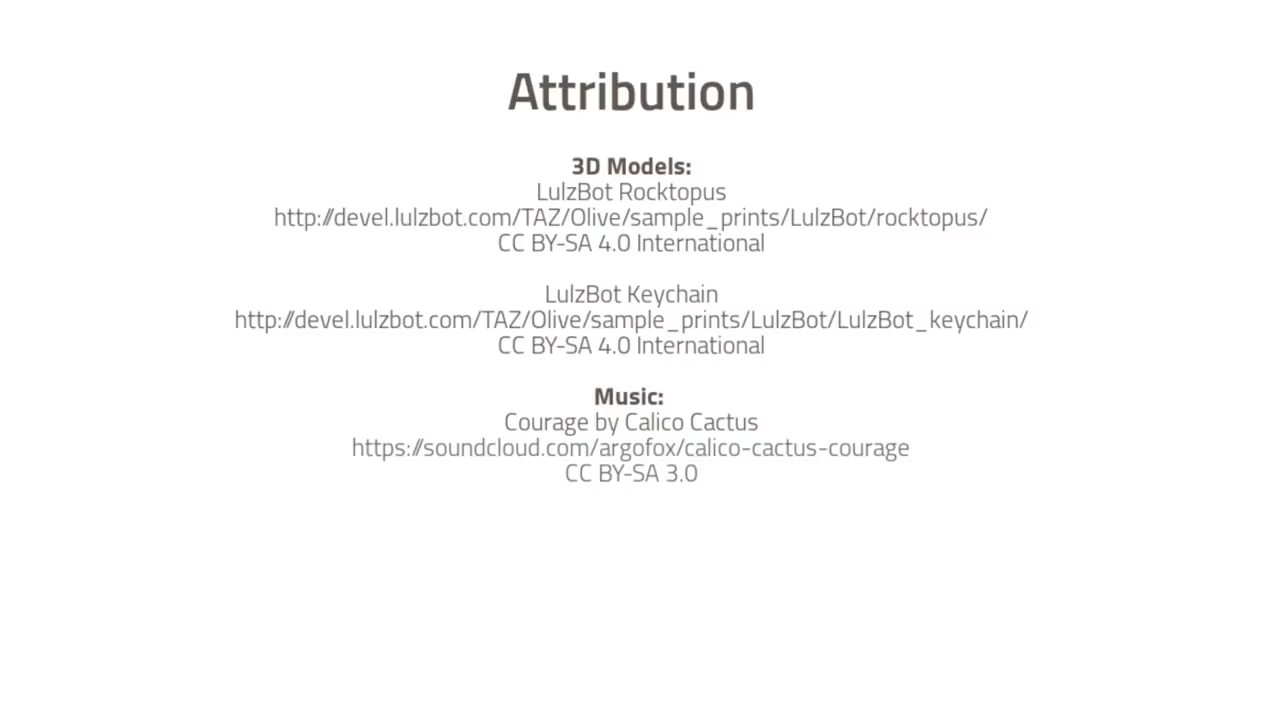 Attribution
3D Models:
LulzBot Rocktopus
http://devel.lulzbot.com/TAZ/Olive/sample_prints/LulzBot/rocktopus/
CC BY-SA 4.0 International
LulzBot Keychain
http://devel.lulzbot.com/TAZ/Olive/sample_prints/LulzBot/LulzBot_keychain/
CC BY-SA 4.0 International
Music:
Courage by Calico Cactus
https://soundcloud.com/argofox/calico-cactus-courage
CC BY-SA 3.0